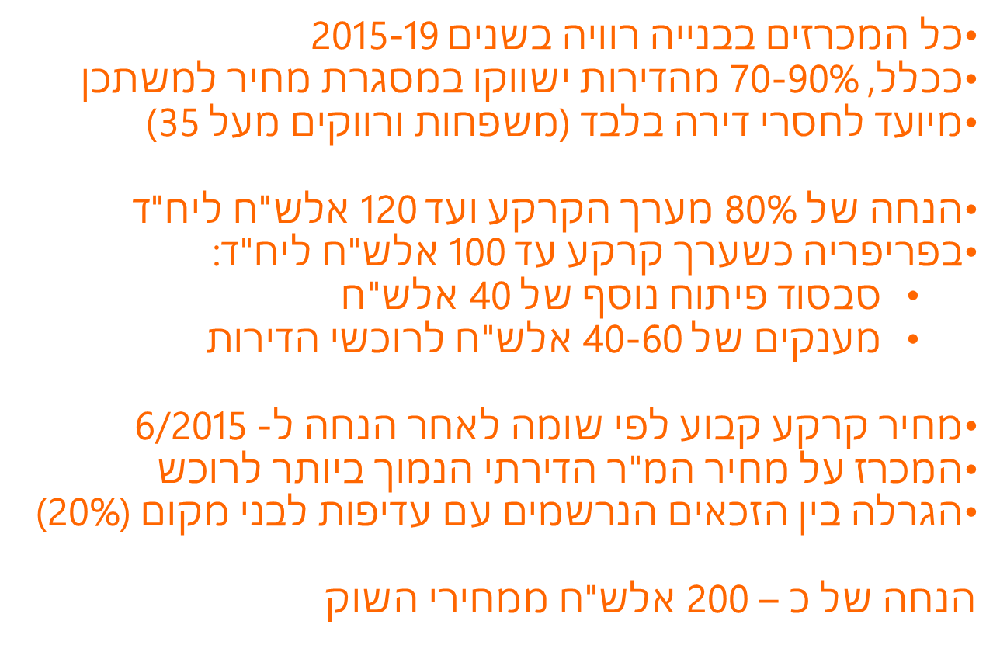 •כל המכרזים בבנייה רוויה בשנים 2015-19
•ככלל, 70-90% מהדירות ישווקו במסגרת מחיר למשתכן
•מיועד לחסרי דירה בלבד (משפחות ורווקים מעל 35)
•הנחה של 80% מערך הקרקע ועד 120 אלש"ח ליח"ד
•בפריפריה כשערך קרקע עד 100 אלש"ח ליח"ד:
• סבסוד פיתוח נוסף של 40 אלש"ח
• מענקים של 40-60 אלש"ח לרוכשי הדירות
•מחיר קרקע קבוע לפי שומה לאחר הנחה ל- 6/2015
•המכרז על מחיר המ"ר הדירתי הנמוך ביותר לרוכש
•הגרלה בין הזכאים הנרשמים עם עדיפות לבני מקום (20%)
הנחה של כ – 200 אלש"ח ממחירי השוק